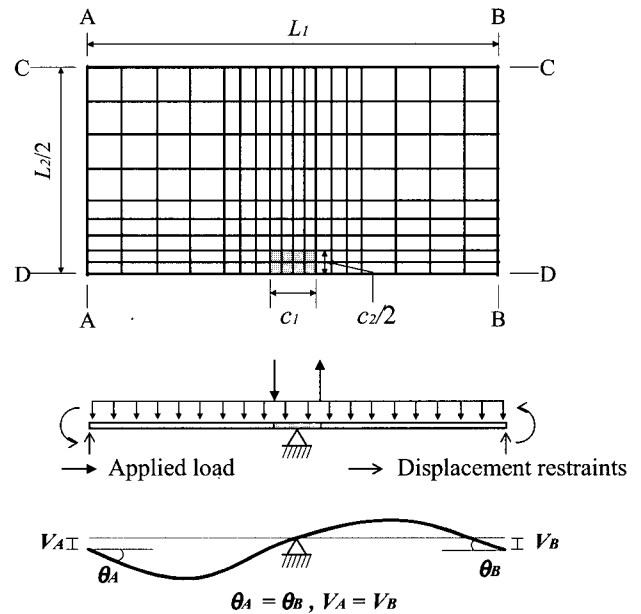 A B
L1
C C
L2/2
D D
A B
c1
c2/2
Applied load
Displacement restraints
VA VB
θA θB
θA = θB , VA = VB